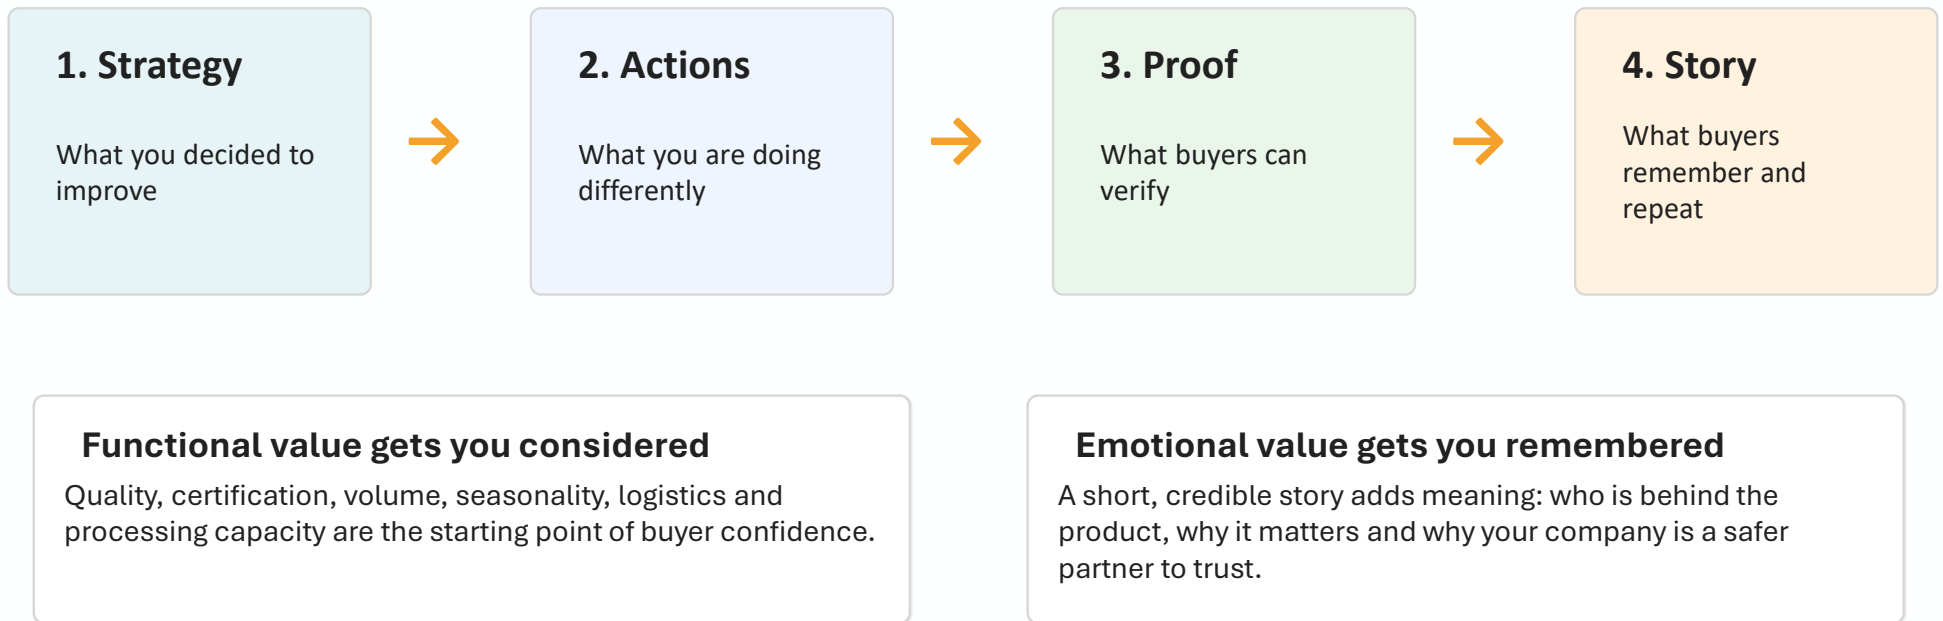 1. Strategy
What you decided to
improve
2. Actions
What you are doing
differently
3. Proof
What buyers can
verify
4. Story
What buyers
remember and
repeat
Functional value gets you considered
Quality, certification, volume, seasonality, logistics and
processing capacity are the starting point of buyer confidence.
Emotional value gets you remembered
A short, credible story adds meaning: who is behind the
product, why it matters and why your company is a safer
partner to trust.